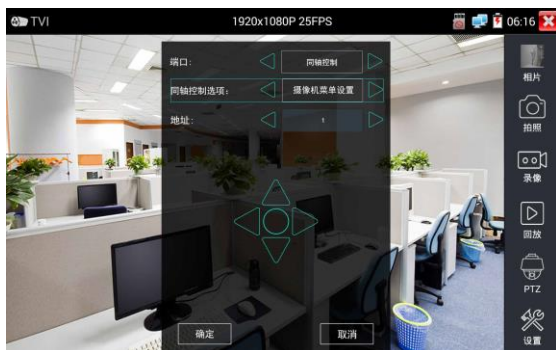 TVI
1920x1080P 25FPS
06:16
端口:
同轴控制
同轴控制选项:
摄像机菜单设置
地址:
1
确定
取消
相片
拍照
录像
回放
PTZ
设置